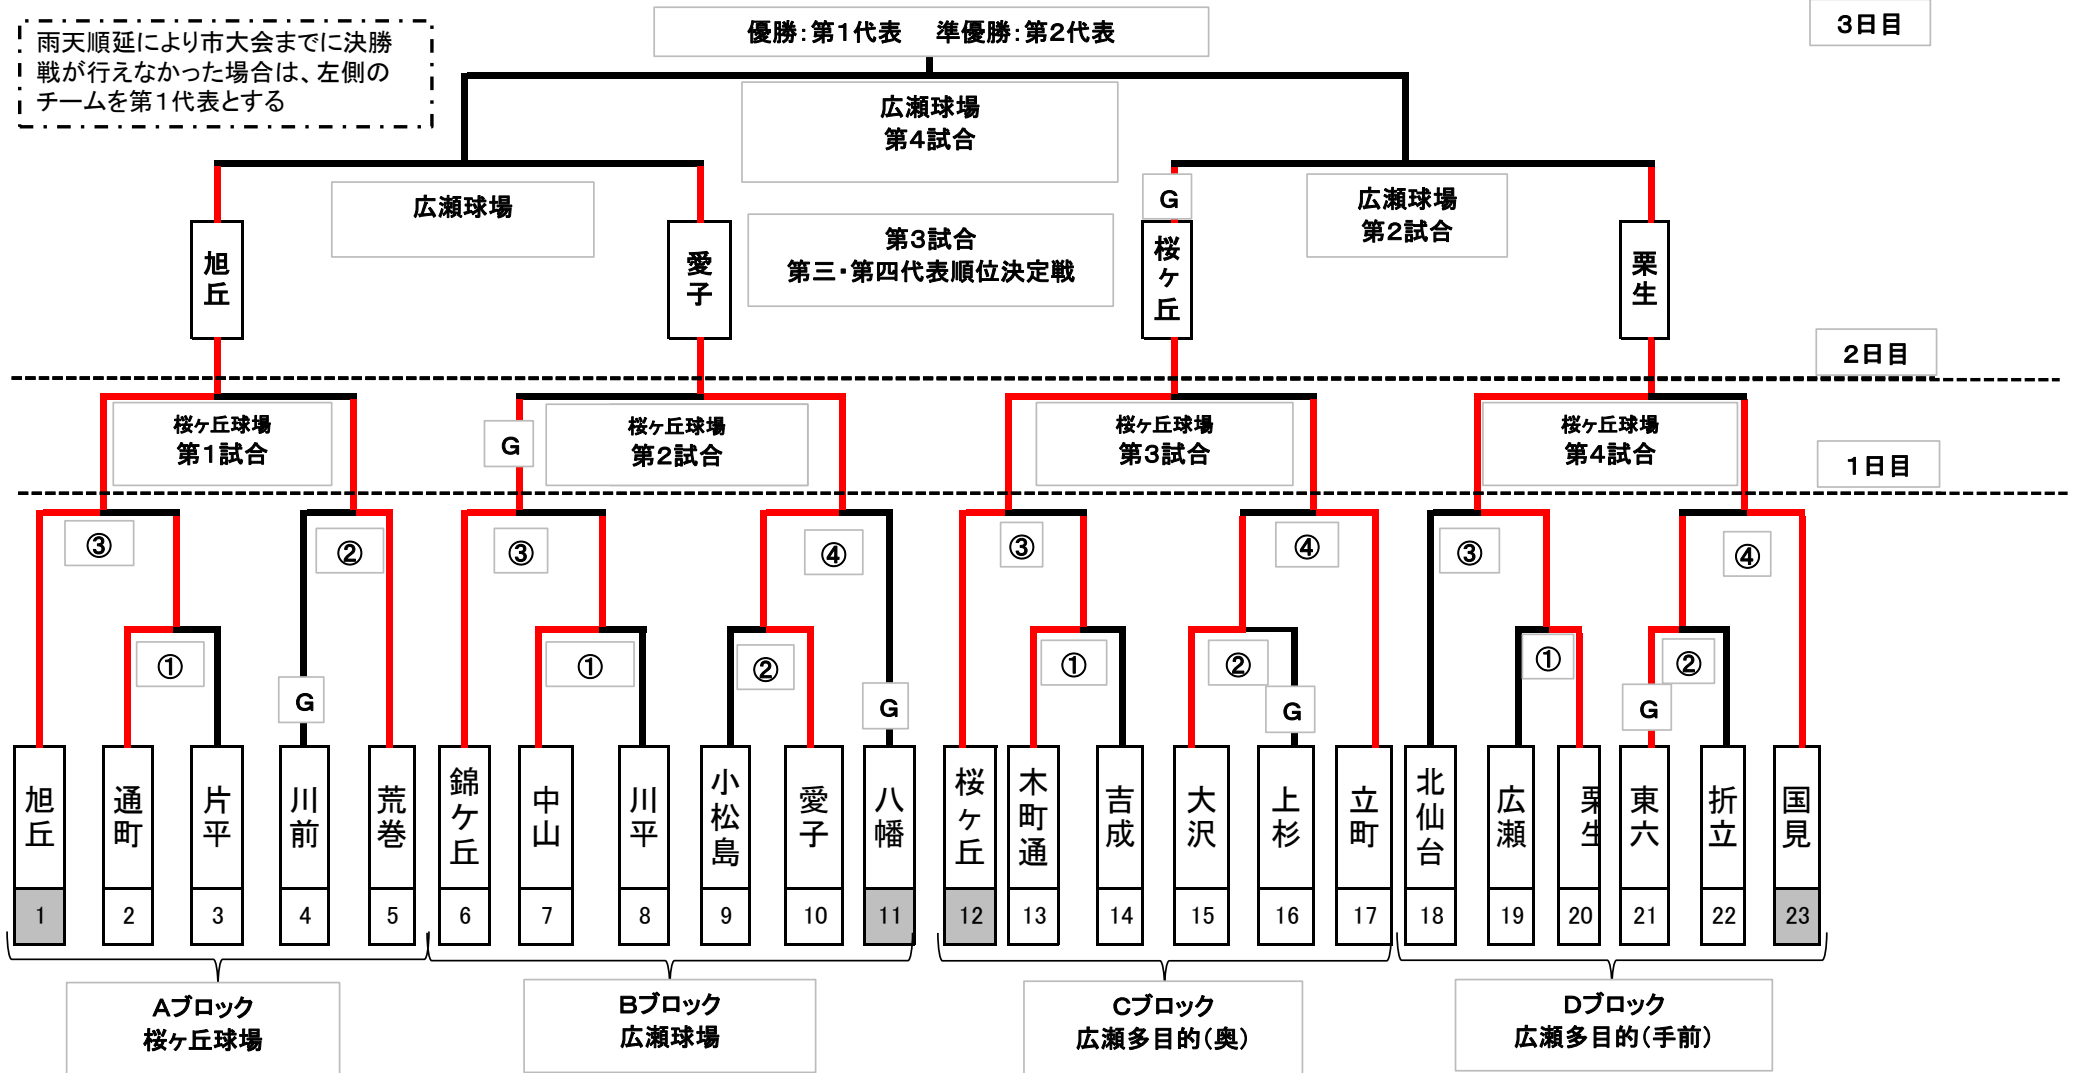 優勝：第1代表　準優勝：第2代表
3日目
雨天順延により市大会までに決勝
戦が行えなかった場合は、左側の
チームを第1代表とする
広瀬球場
第4試合
広瀬球場
G
広瀬球場
第2試合
第3試合
第三・第四代表順位決定戦
旭丘
愛子
桜ヶ丘
栗生
2日目
桜ヶ丘球場
第1試合
G
桜ヶ丘球場
第2試合
桜ヶ丘球場
第3試合
桜ヶ丘球場
第4試合
1日目
③
②
③
④
③
④
③
④
①
①
②
①
②
①
②
G
G
G
G
旭丘
通町
片平
川前
荒巻
錦ケ丘
中山
川平
小松島
愛子
八幡
桜ヶ丘
木町通
吉成
大沢
上杉
立町
北仙台
広瀬
栗生
東六
折立
国見
1
2
3
4
5
6
7
8
9
10
11
12
13
14
15
16
17
18
19
20
21
22
23
Aブロック
桜ヶ丘球場
Bブロック
広瀬球場
Cブロック
広瀬多目的（奥）
Dブロック
広瀬多目的（手前）